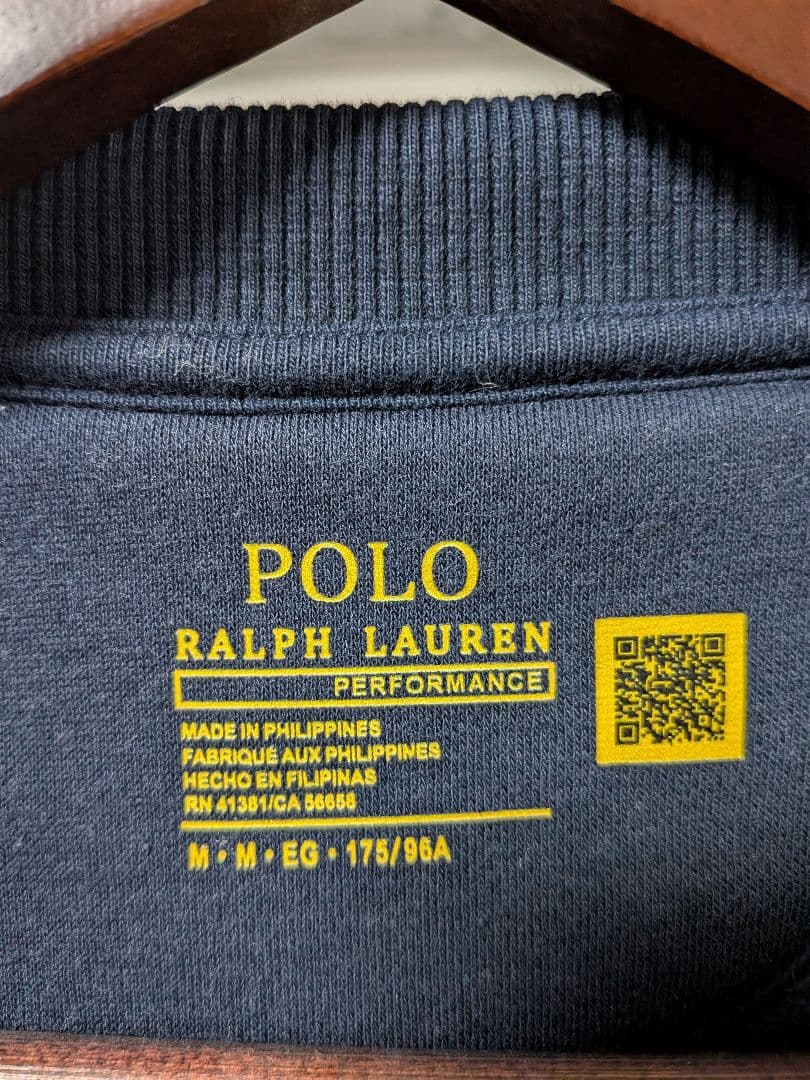 POLO
RALPH LAUREN
PERFORMANCE
MADE IN PHILIPPINES
FABRIQUÉ AUX PHILIPPINES
HECHO EN FILIPINAS
RN 41381/CA 56656
M • M • EG • 175/96A